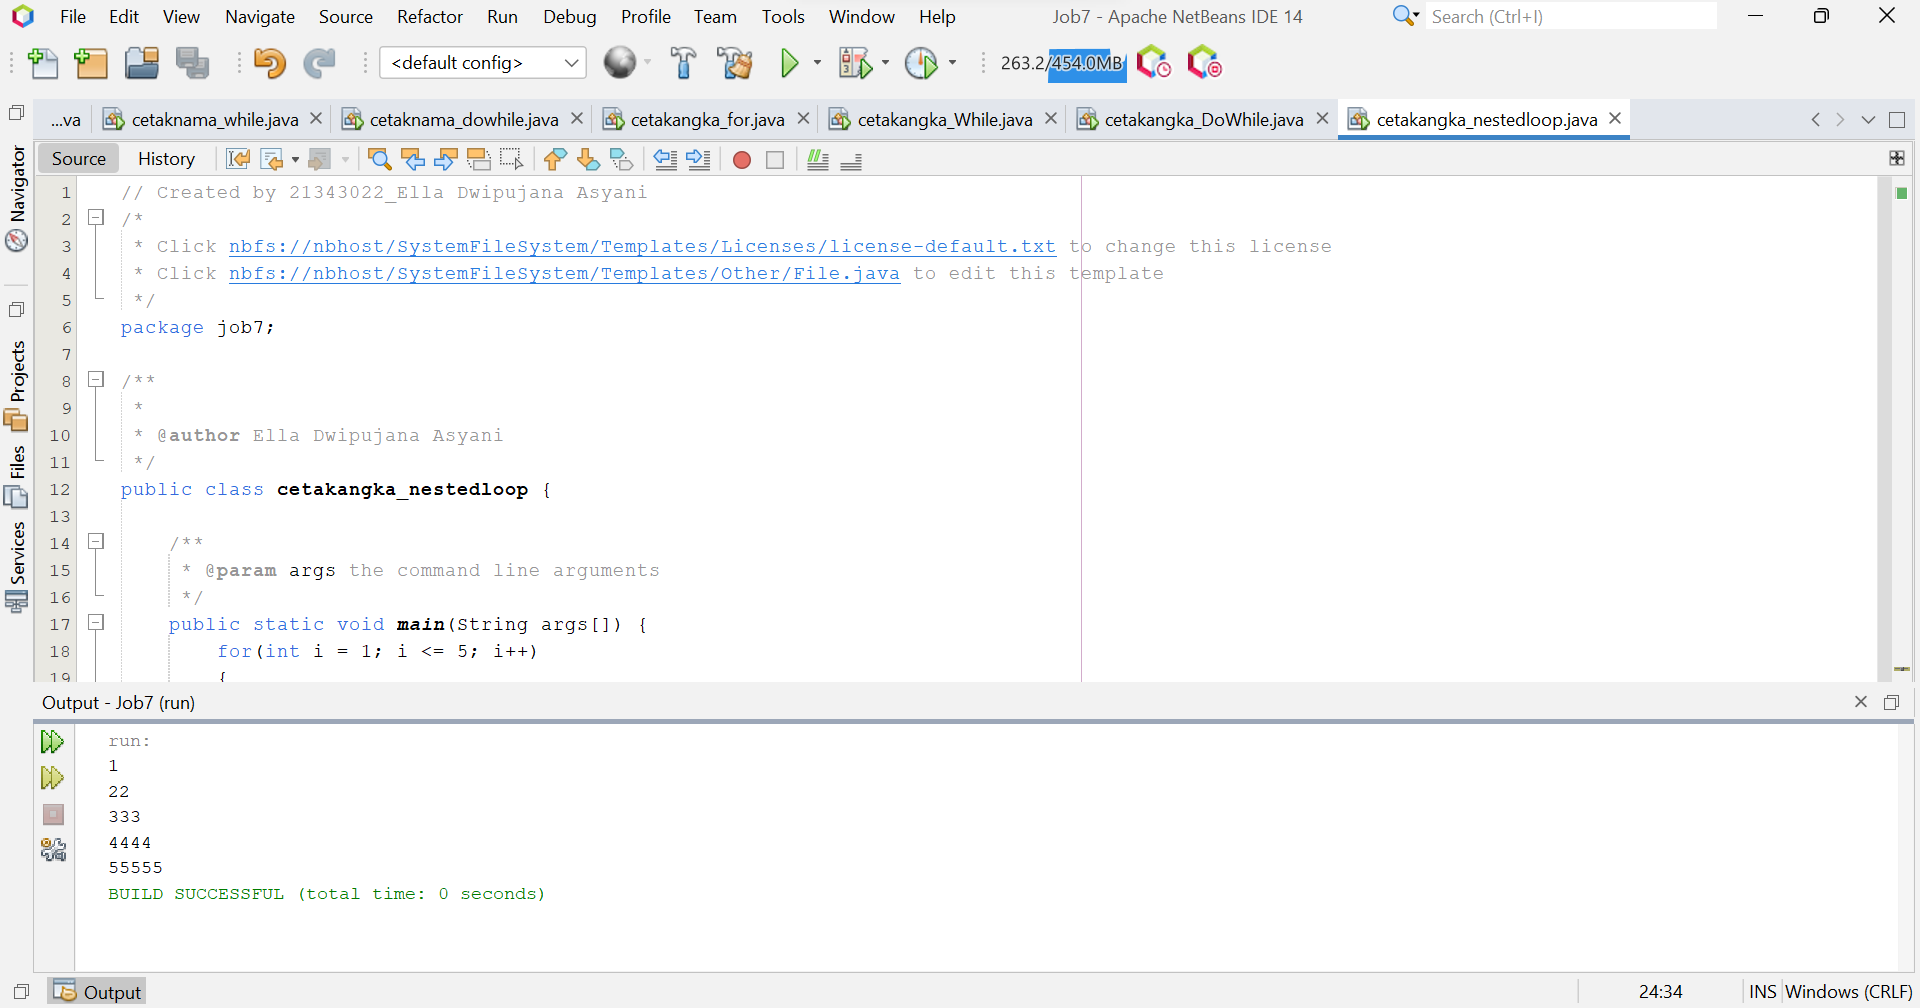 File Edit View Navigate Source Refactor Run Debug Profile Team Tools Window Help Job7 - Apache NetBeans IDE 14 Search (Ctrl+I)
<default config> 263.2/454.0MB
...va cetaknama_while.java cetaknama_dowhile.java cetakangka_for.java cetakangka_While.java cetakangka_DoWhile.java cetakangka_nestedloop.java
Source History
Navigator
Projects
Files
Services
1 // Created by 21343022_Ella Dwipujana Asyani
2 /*
3 * Click nbfs://nbhost/SystemFileSystem/Templates/Licenses/license-default.txt to change this license
4 * Click nbfs://nbhost/SystemFileSystem/Templates/Other/File.java to edit this template
5 */
6 package job7;
7
8 /**
9 *
10 * @author Ella Dwipujana Asyani
11 */
12 public class cetakangka_nestedloop {
13
14 /**
15 * @param args the command line arguments
16 */
17 public static void main(String args[]) {
18 for(int i = 1; i <= 5; i++)
19 {
Output - Job7 (run)
run:
1
22
333
4444
55555
BUILD SUCCESSFUL (total time: 0 seconds)
Output 24:34 INS Windows (CRLF)